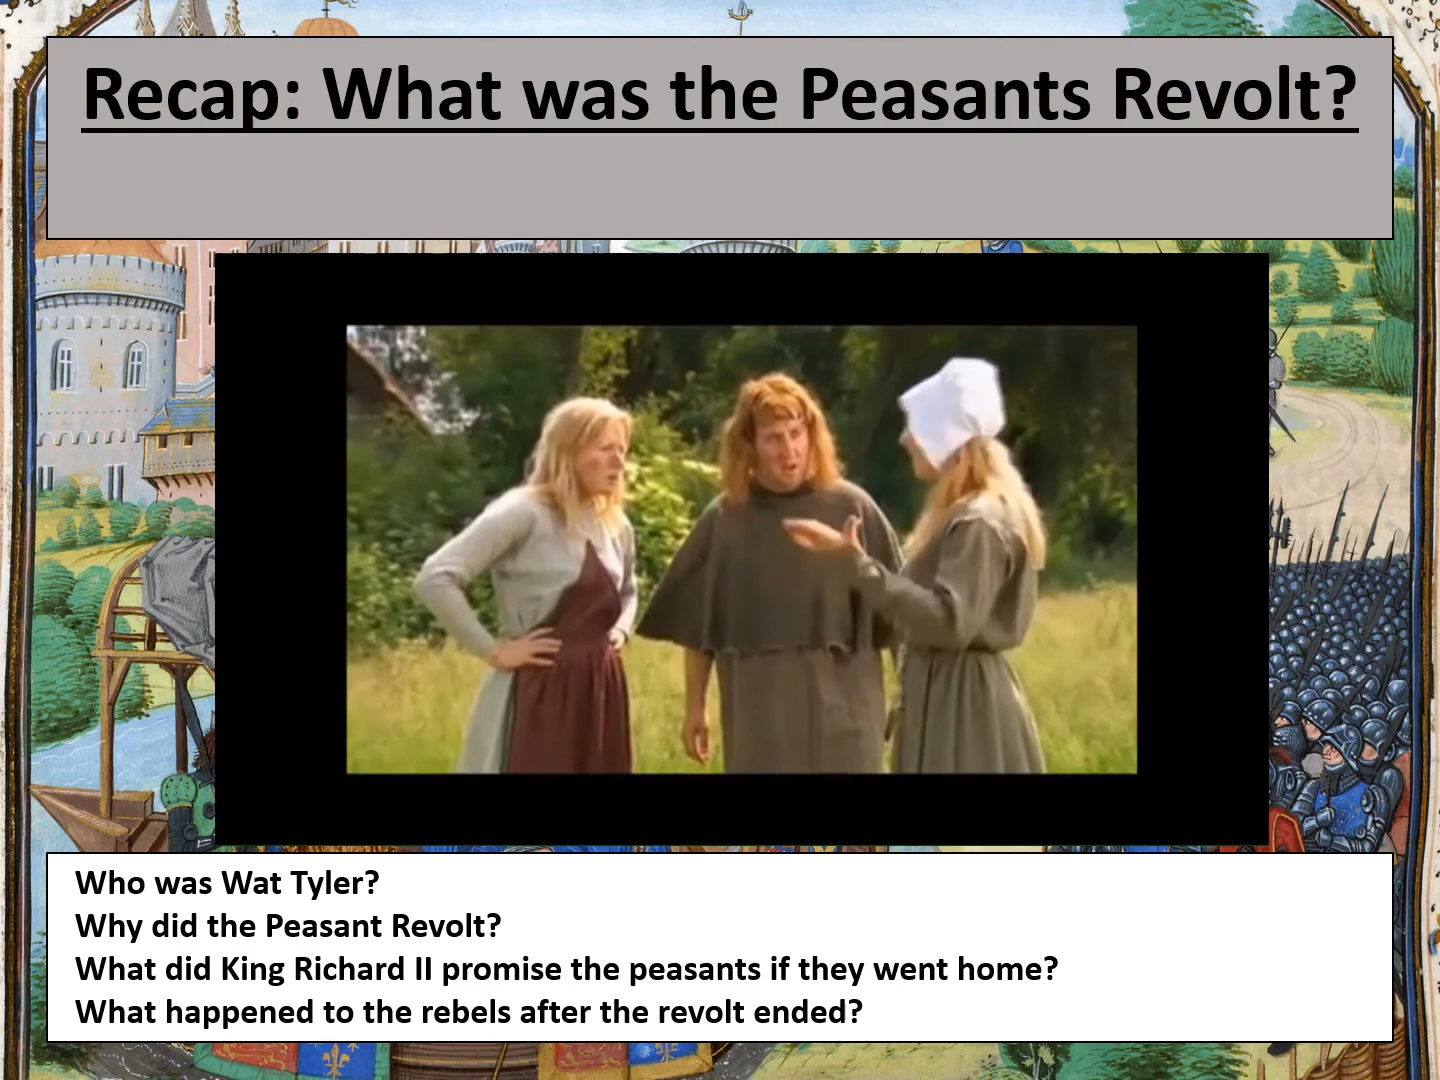 Recap: What was the Peasants Revolt?
Who was Wat Tyler?
Why did the Peasant Revolt?
What did King Richard II promise the peasants if they went home?
What happened to the rebels after the revolt ended?